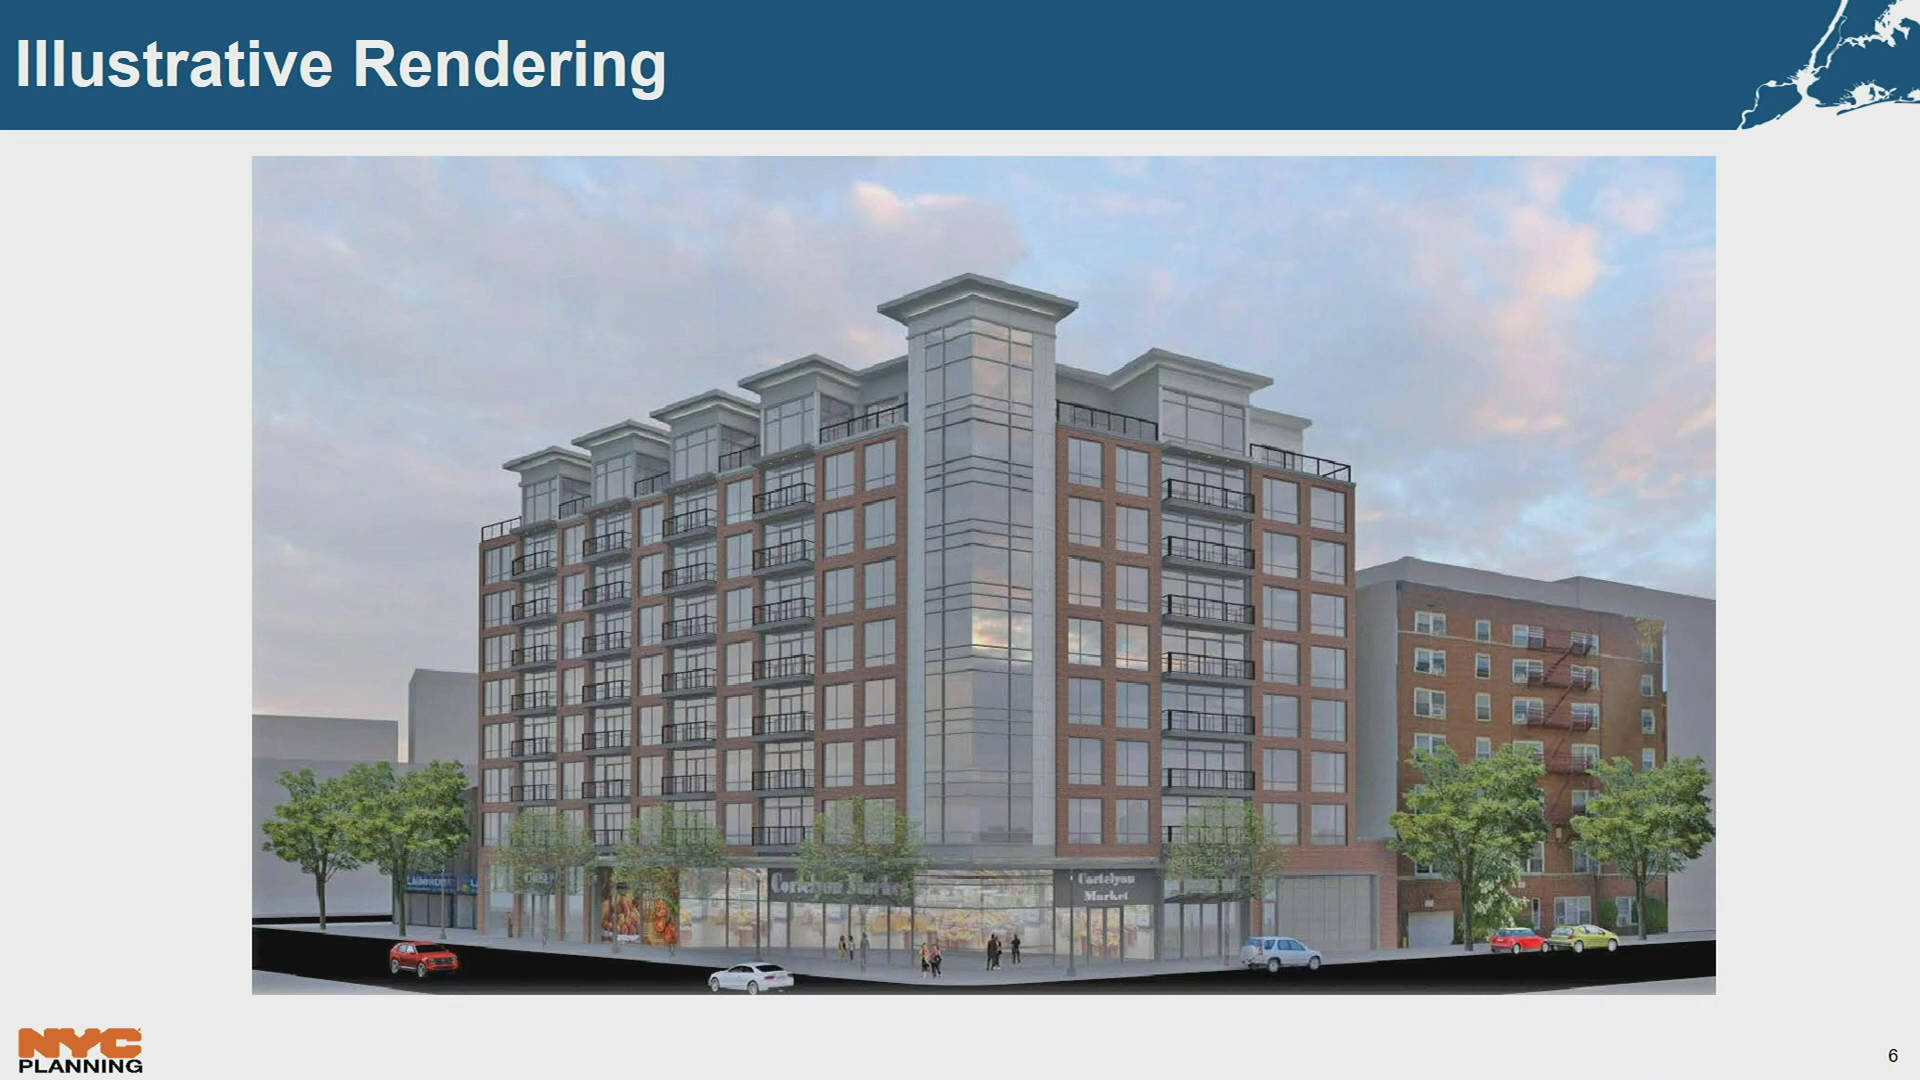 Illustrative Rendering
Cortelyou Market
Cortelyou
Market
NYC
PLANNING
6